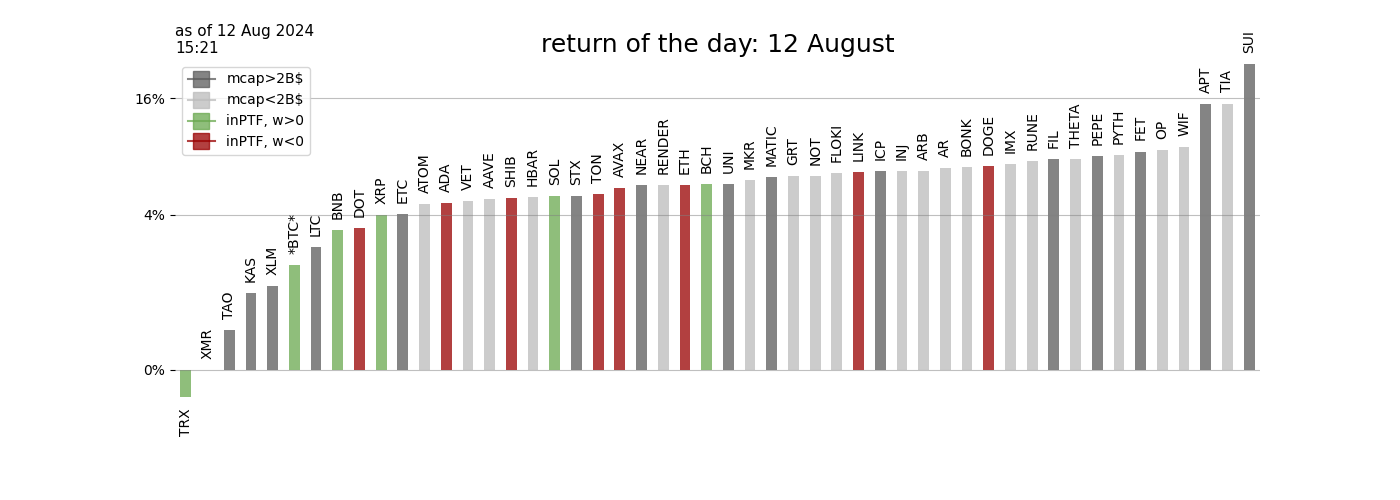 as of 12 Aug 2024
15:21
return of the day: 12 August
mcap>2B$
mcap<2B$
inPTF, w>0
inPTF, w<0
16%
4%
0%
TRX
XMR
TAO
KAS
XLM
*BTC*
LTC
BNB
DOT
XRP
ETC
ATOM
ADA
VET
AAVE
SHIB
HBAR
SOL
STX
TON
AVAX
NEAR
RENDER
ETH
BCH
UNI
MKR
MATIC
GRT
NOT
FLOKI
LINK
ICP
INJ
ARB
AR
BONK
DOGE
IMX
RUNE
FIL
THETA
PEPE
PYTH
FET
OP
WIF
APT
TIA
SUI